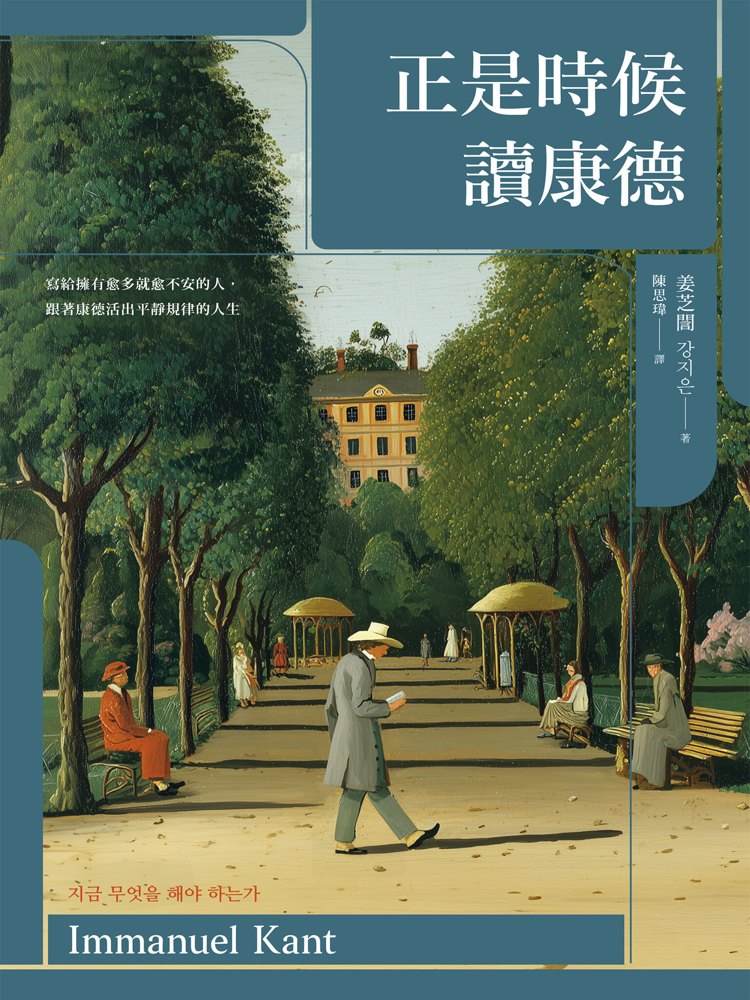 正是時候
讀康德
寫給擁有愈多就愈不安的人，
跟著康德活出平靜規律的人生
姜芝誾 강지은——著
陳思瑋——譯
지금 무엇을 해야 하는가
Immanuel Kant